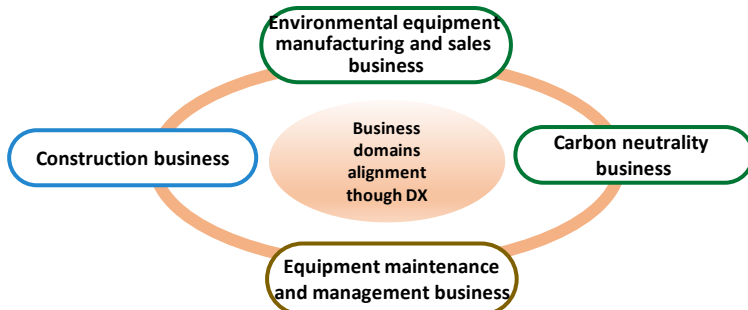 Environmental equipment
manufacturing and sales
business
Construction business
Business
domains
alignment
though DX
Carbon neutrality
business
Equipment maintenance
and management business